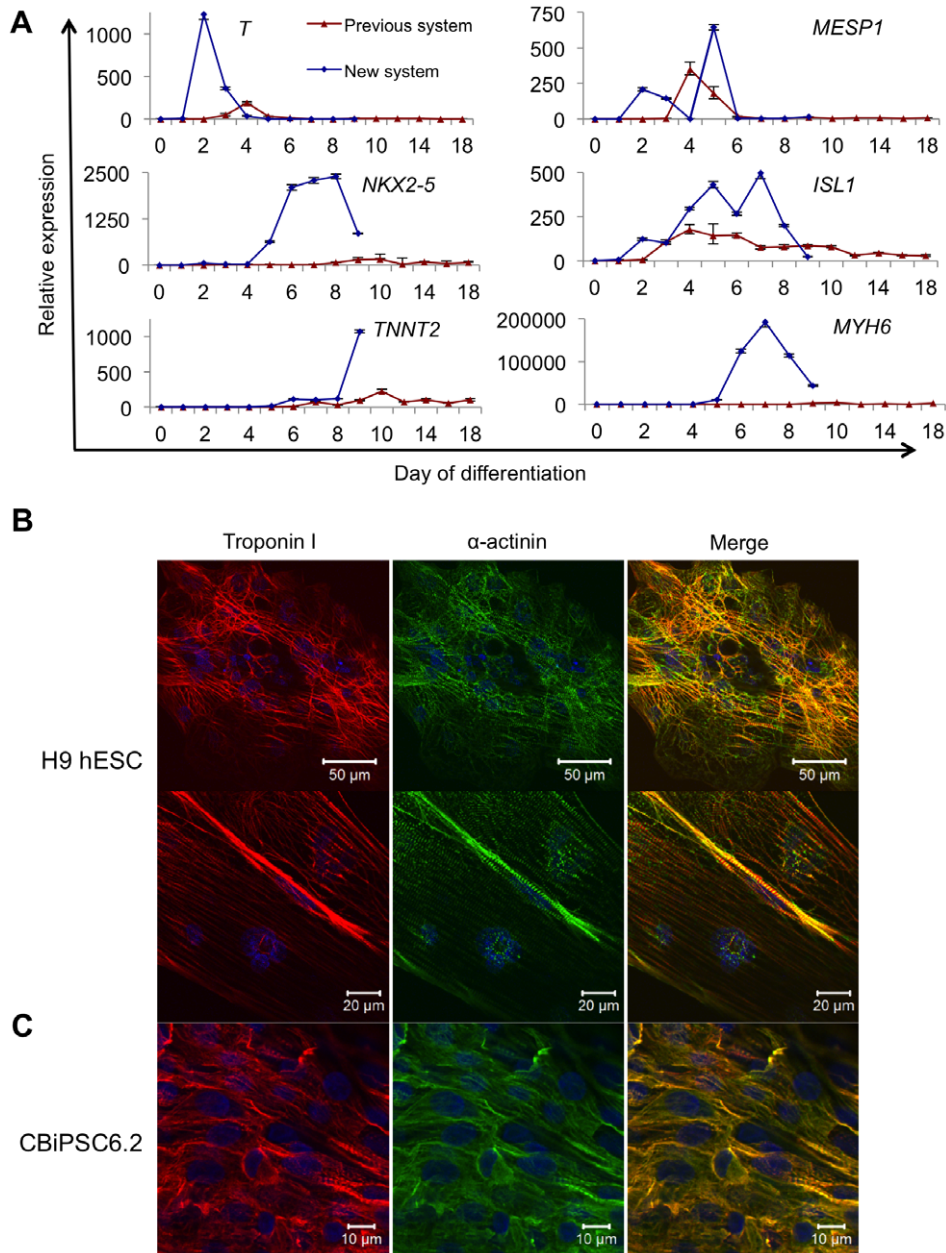 A
T
Previous system
New system
1000
500
0
0 2 4 6 8 10 14 18
MESP1
750
500
250
0
0 2 4 6 8 10 14 18
NKX2-5
2500
1250
0
0 2 4 6 8 10 14 18
ISL1
500
250
0
0 2 4 6 8 10 14 18
TNNT2
1000
500
0
0 2 4 6 8 10 14 18
MYH6
200000
100000
0
0 2 4 6 8 10 14 18
Relative expression
Day of differentiation
B
Troponin I α-actinin Merge
H9 hESC
50 µm 50 µm 50 µm
20 µm 20 µm 20 µm
C
CBiPSC6.2
10 µm 10 µm 10 µm